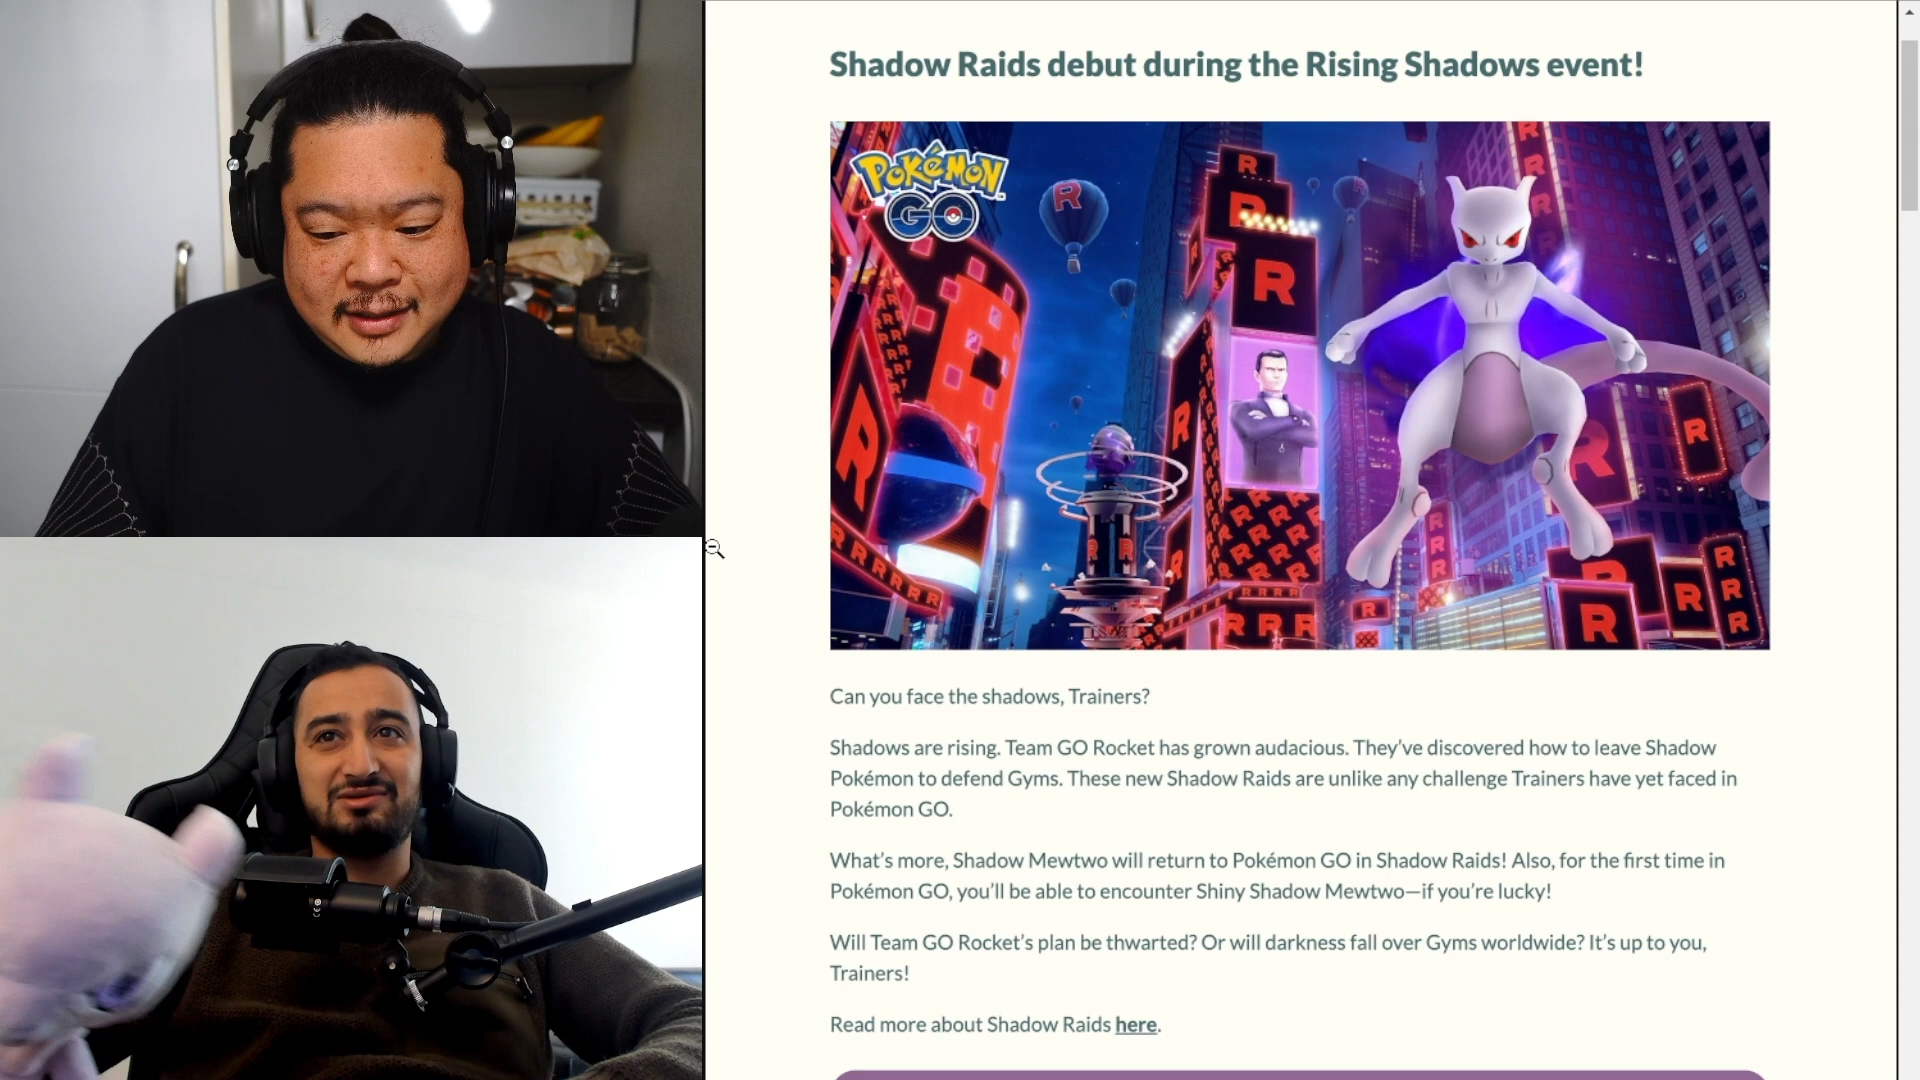 Shadow Raids debut during the Rising Shadows event!
POKéMON
GO
R
R
R
R
R
R
R
R R R R R
R R R R
R R R
R
R
R
R
R
R
R
R
Can you face the shadows, Trainers?
Shadows are rising. Team GO Rocket has grown audacious. They’ve discovered how to leave Shadow
Pokémon to defend Gyms. These new Shadow Raids are unlike any challenge Trainers have yet faced in
Pokémon GO.
What’s more, Shadow Mewtwo will return to Pokémon GO in Shadow Raids! Also, for the first time in
Pokémon GO, you’ll be able to encounter Shiny Shadow Mewtwo—if you’re lucky!
Will Team GO Rocket’s plan be thwarted? Or will darkness fall over Gyms worldwide? It’s up to you,
Trainers!
Read more about Shadow Raids here.